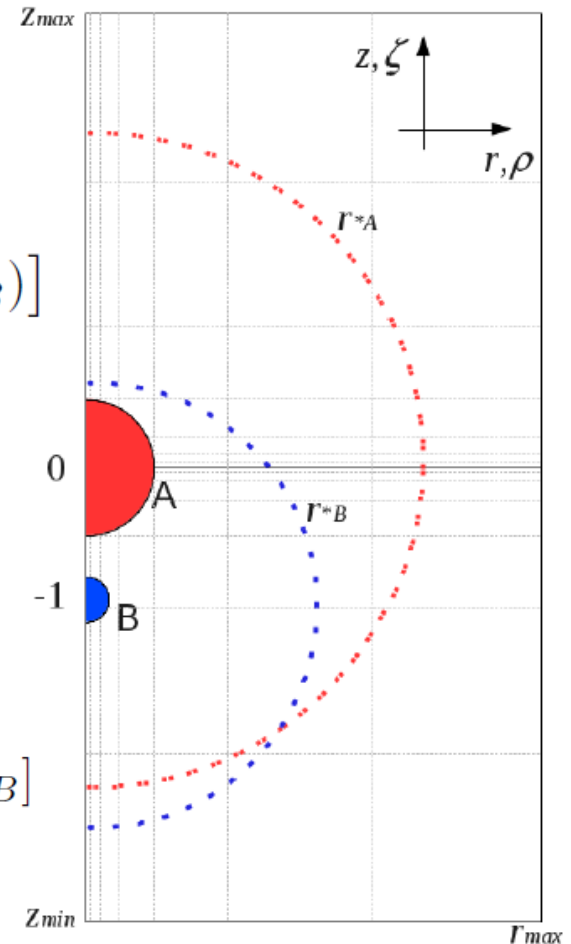 Zmax
z, ζ
r, ρ
r*A
)]
0
A
r*B
-1
B
B]
Zmin
rmax